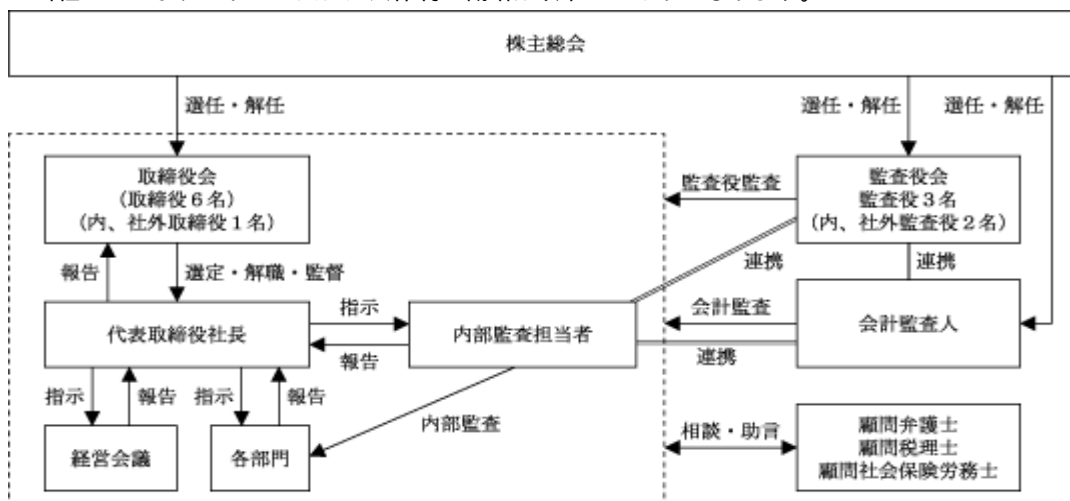 株主総会
選任・解任
選任・解任
選任・解任
取締役会
(取締役6名)
(内、社外取締役1名)
監査役監査
監査役会
監査役3名
(内、社外監査役2名)
報告
選定・解職・監督
連携
連携
代表取締役社長
指示
報告
内部監査担当者
会計監査
連携
会計監査人
指示
報告
指示
報告
内部監査
経営会議
各部門
相談・助言
顧問弁護士
顧問税理士
顧問社会保険労務士